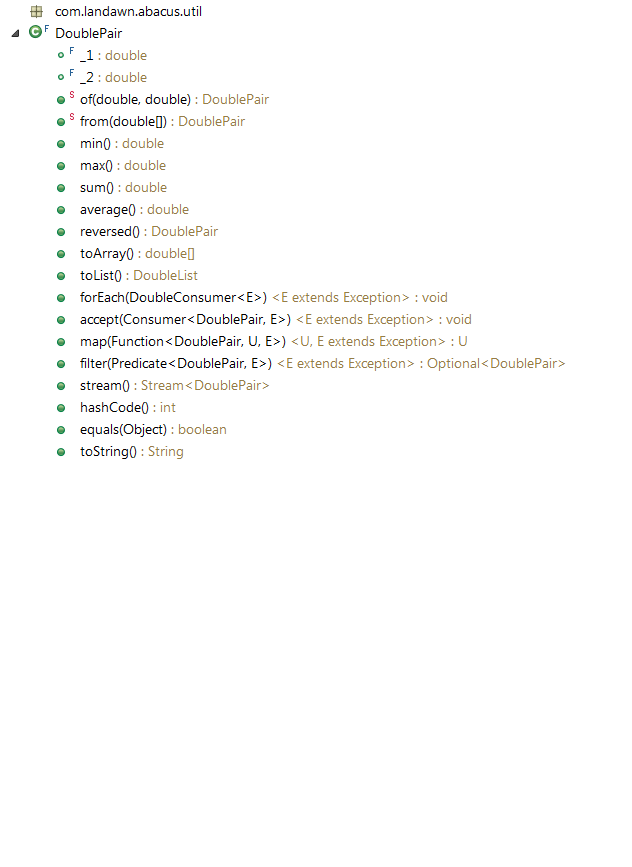 com.landawn.abacus.util
C F DoublePair
F _1 : double
F _2 : double
S of(double, double) : DoublePair
S from(double[]) : DoublePair
min() : double
max() : double
sum() : double
average() : double
reversed() : DoublePair
toArray() : double[]
toList() : DoubleList
forEach(DoubleConsumer<E>) <E extends Exception> : void
accept(Consumer<DoublePair, E>) <E extends Exception> : void
map(Function<DoublePair, U, E>) <U, E extends Exception> : U
filter(Predicate<DoublePair, E>) <E extends Exception> : Optional<DoublePair>
stream() : Stream<DoublePair>
hashCode() : int
equals(Object) : boolean
toString() : String